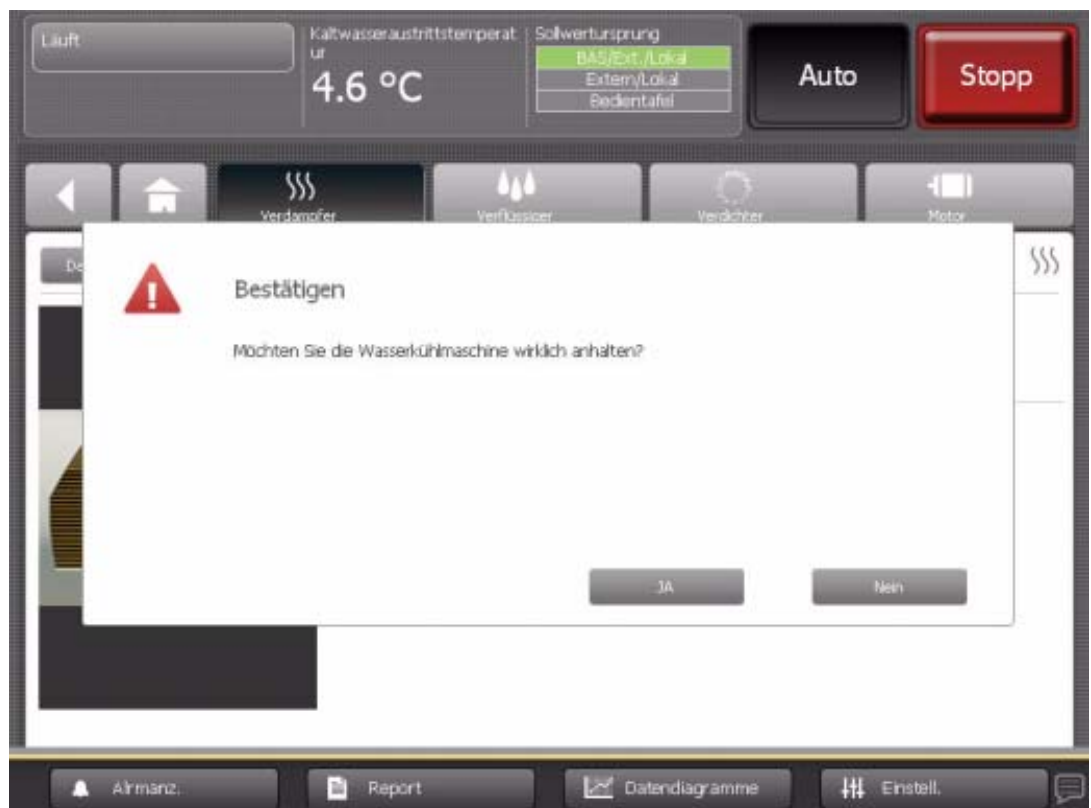 Läuft
Kaltwasseraustrittstemperat
ur
4.6 °C
Sollwertursprung
BAS/Ext./Lokal
Extern/Lokal
Bedientafel
Auto
Stopp
Verdampfer
Verflüssiger
Verdichter
Motor
De
Bestätigen
Möchten Sie die Wasserkühlmaschine wirklich anhalten?
JA
Nein
Alrmanz.
Report
Datendiagramme
Einstell.